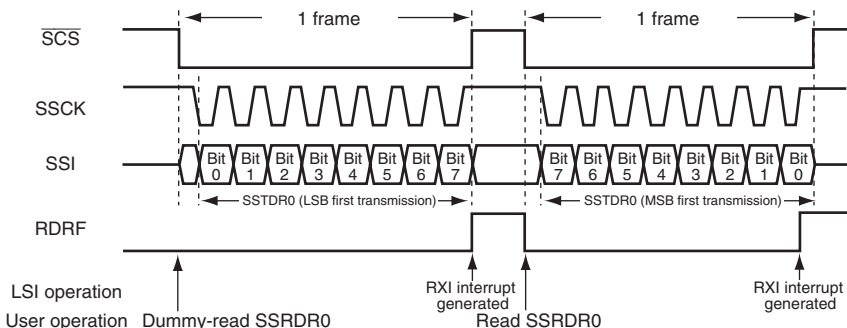 1 frame 1 frame
SCS
SSCK
SSI Bit 0 Bit 1 Bit 2 Bit 3 Bit 4 Bit 5 Bit 6 Bit 7 Bit 7 Bit 6 Bit 5 Bit 4 Bit 3 Bit 2 Bit 1 Bit 0
SSTDR0 (LSB first transmission) SSTDR0 (MSB first transmission)
RDRF
LSI operation RXI interrupt generated RXI interrupt generated
User operation Dummy-read SSRDR0 Read SSRDR0